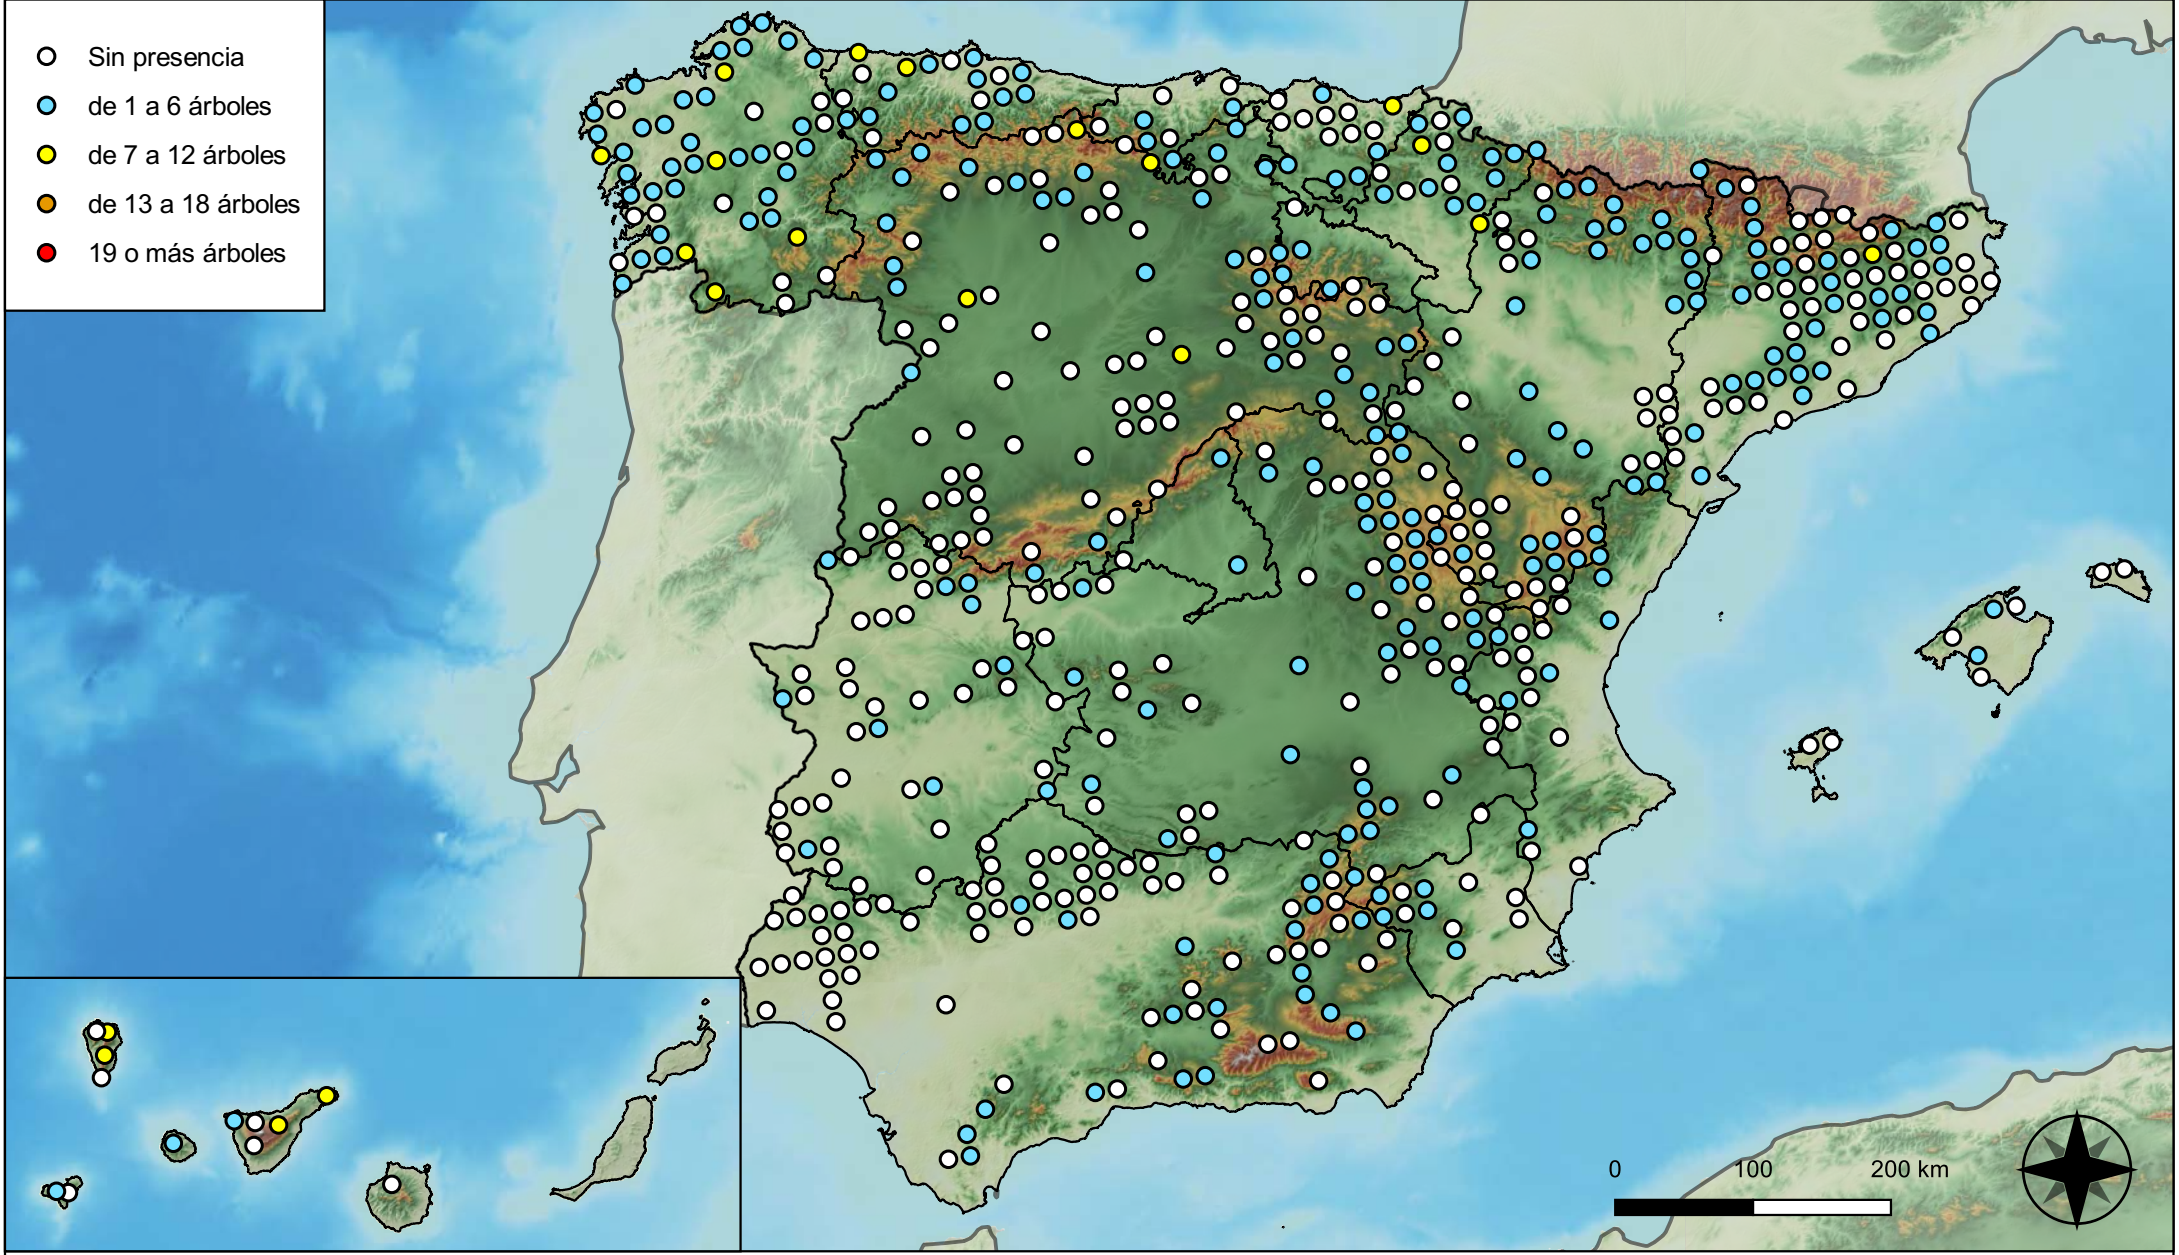 Sin presencia
de 1 a 6 árboles
de 7 a 12 árboles
de 13 a 18 árboles
19 o más árboles
0 100 200 km